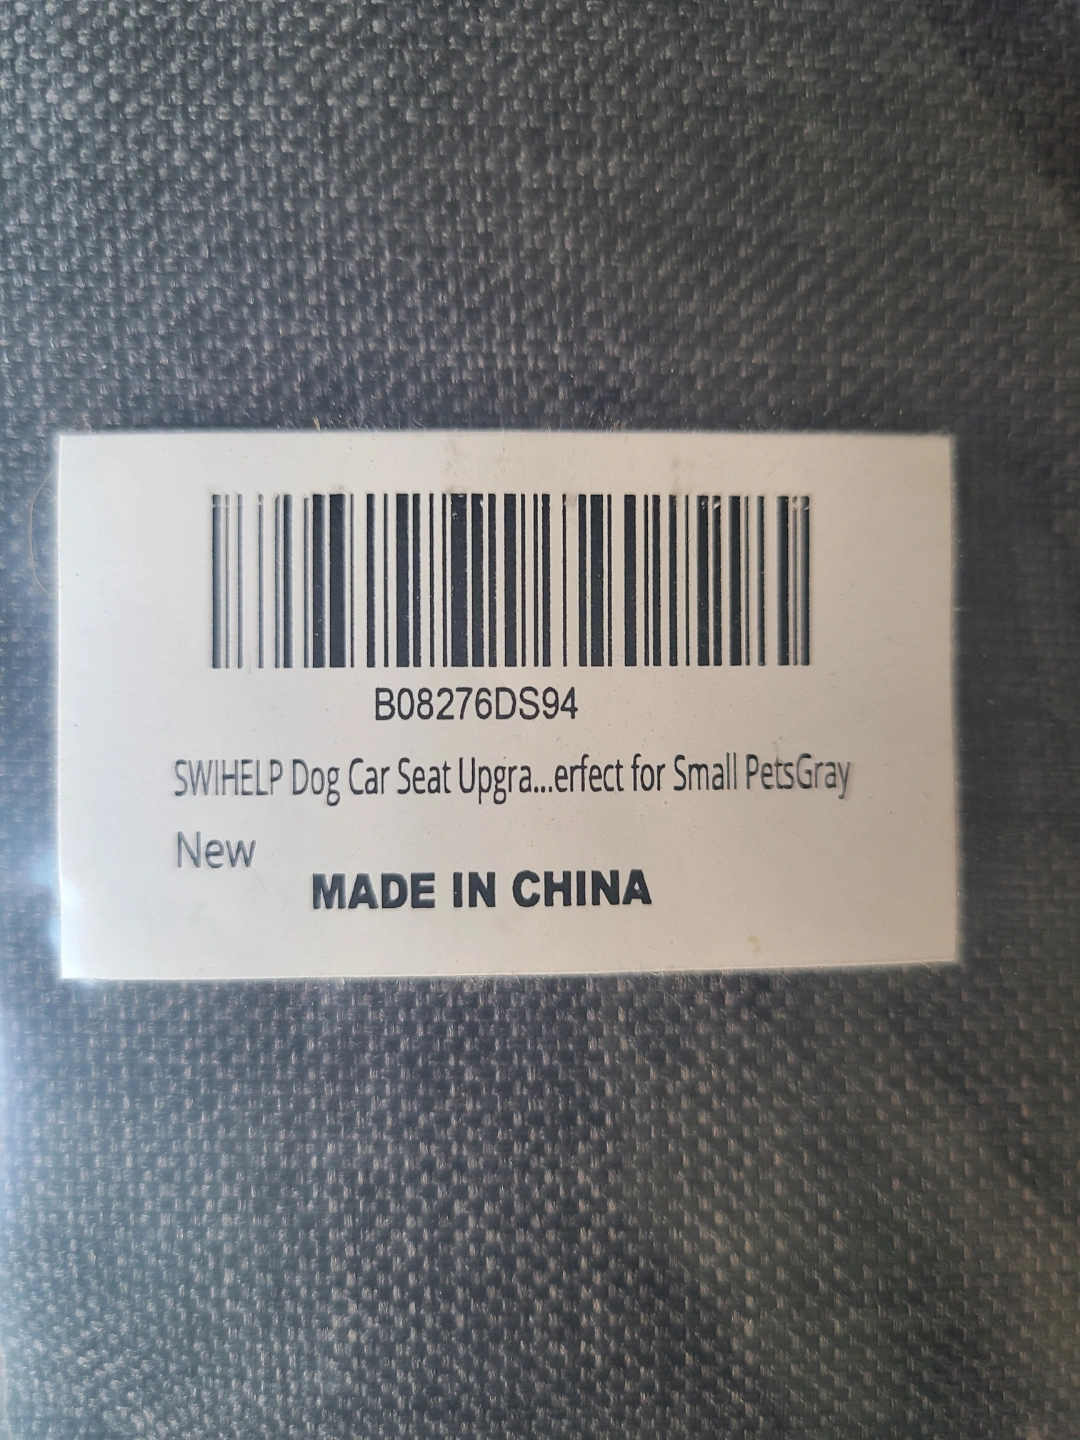 B08276DS94
SWIHELP Dog Car Seat Upgra...erfect for Small PetsGray
New
MADE IN CHINA